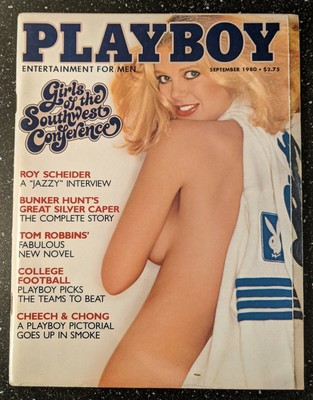 PLAYBOY
ENTERTAINMENT FOR MEN
SEPTEMBER 1980 • $2.75
Girls
of the
Southwest
Conference
ROY SCHEIDER
A "JAZZY" INTERVIEW
BUNKER HUNT'S
GREAT SILVER CAPER
THE COMPLETE STORY
TOM ROBBINS'
FABULOUS
NEW NOVEL
COLLEGE
FOOTBALL
PLAYBOY PICKS
THE TEAMS TO BEAT
CHEECH & CHONG
A PLAYBOY PICTORIAL
GOES UP IN SMOKE